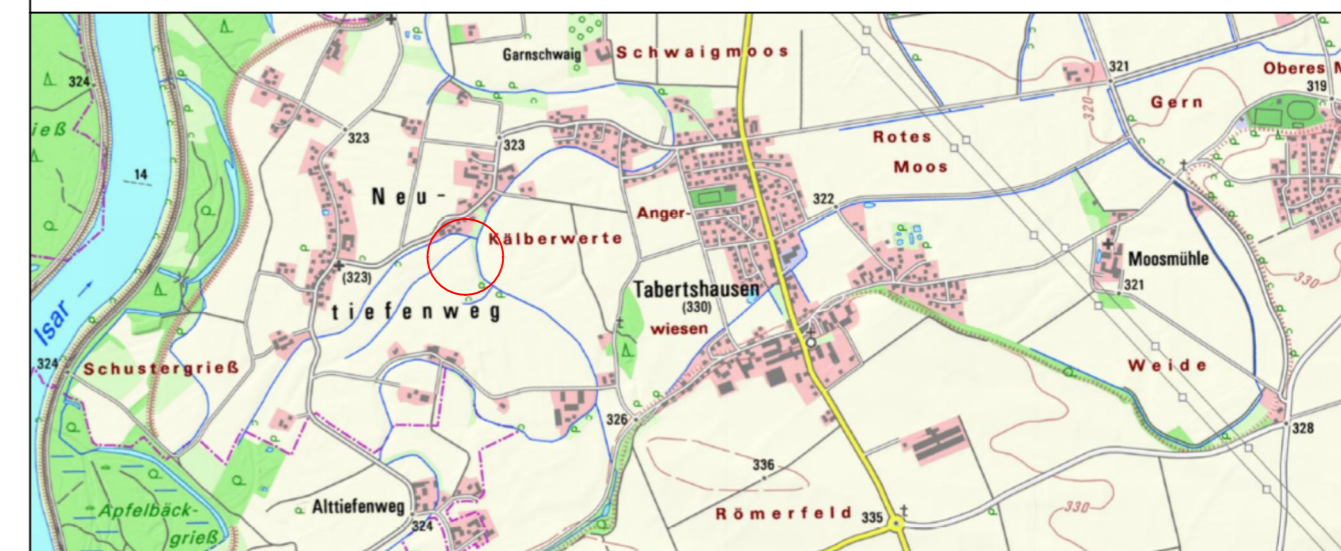 Garnschwaig
Schwaigmoos
321
Oberes M
319
324
ieß
323
323
Gern
320
Rotes
Moos
14
Neu-
322
Anger-
Kälberwerte
(323)
Moosmühle
321
330
Tabertshausen
(330)
tiefenweg
wiesen
Isar
324
Schustergrieß
Weide
326
328
336
Alttiefenweg
324
Römerfeld
335
330
Apfelbäck-
grieß